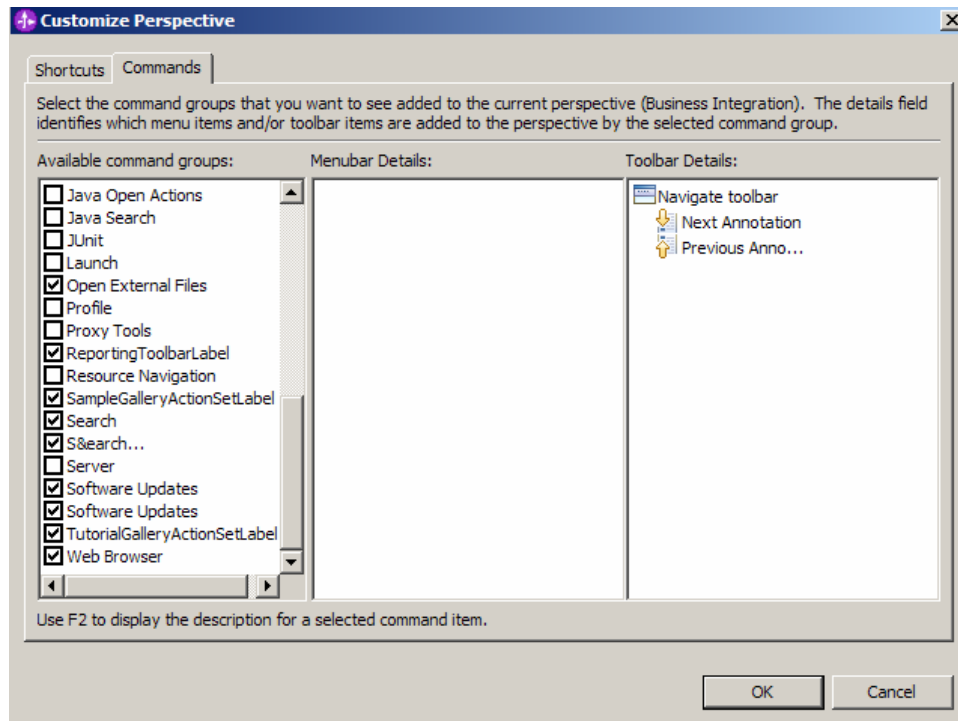 Customize Perspective
Shortcuts Commands
Select the command groups that you want to see added to the current perspective (Business Integration). The details field
identifies which menu items and/or toolbar items are added to the perspective by the selected command group.
Available command groups: Menubar Details: Toolbar Details:
Java Open Actions
Java Search
JUnit
Launch
Open External Files
Profile
Proxy Tools
ReportingToolbarLabel
Resource Navigation
SampleGalleryActionSetLabel
Search
S&earch...
Server
Software Updates
Software Updates
TutorialGalleryActionSetLabel
Web Browser
Navigate toolbar
Next Annotation
Previous Anno...
Use F2 to display the description for a selected command item.
OK Cancel